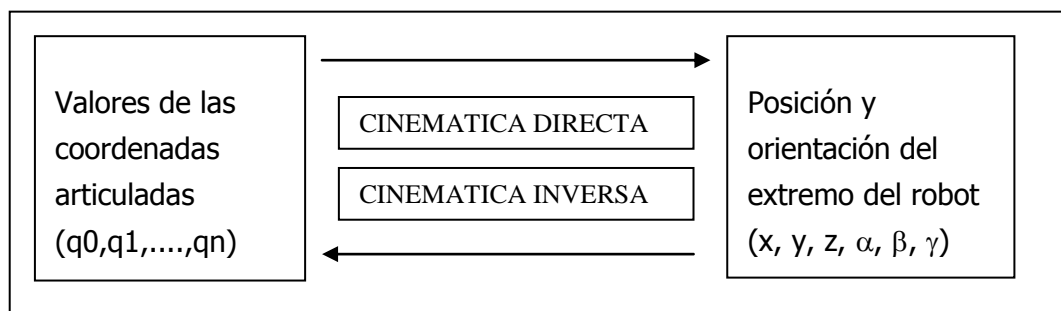 Valores de las
coordenadas
articuladas
(q0,q1,....,qn)
CINEMATICA DIRECTA
CINEMATICA INVERSA
Posición y
orientación del
extremo del robot
(x, y, z, α, β, γ)